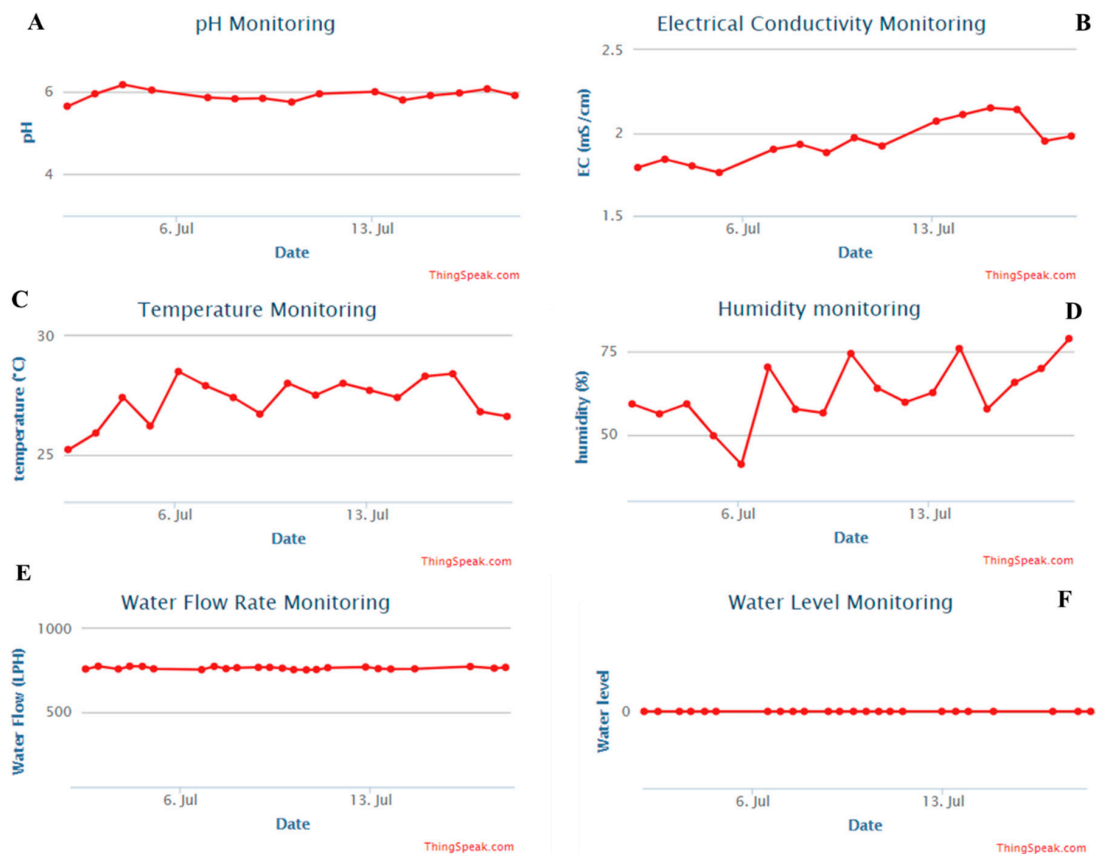 A
pH Monitoring
6
4
pH
6. Jul
13. Jul
Date
ThingSpeak.com
Electrical Conductivity Monitoring
B
2.5
2
1.5
EC (mS/cm)
6. Jul
13. Jul
Date
ThingSpeak.com
C
Temperature Monitoring
30
25
temperature (°C)
6. Jul
13. Jul
Date
ThingSpeak.com
Humidity monitoring
D
75
50
humidity (%)
6. Jul
13. Jul
Date
ThingSpeak.com
E
Water Flow Rate Monitoring
1000
500
Water Flow (LPH)
6. Jul
13. Jul
Date
ThingSpeak.com
Water Level Monitoring
F
0
Water level
6. Jul
13. Jul
Date
ThingSpeak.com